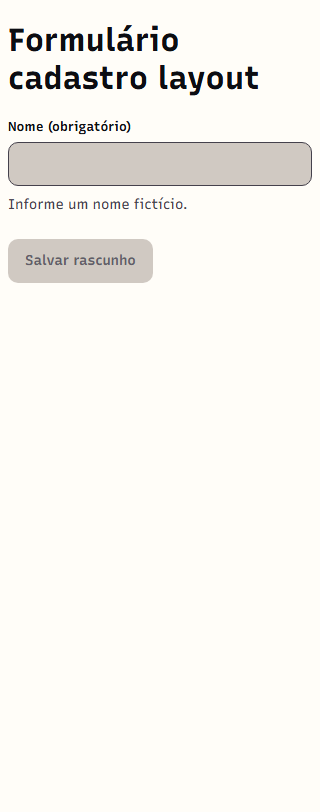 Formulário
cadastro layout
Nome (obrigatório)
Informe um nome fictício.
Salvar rascunho